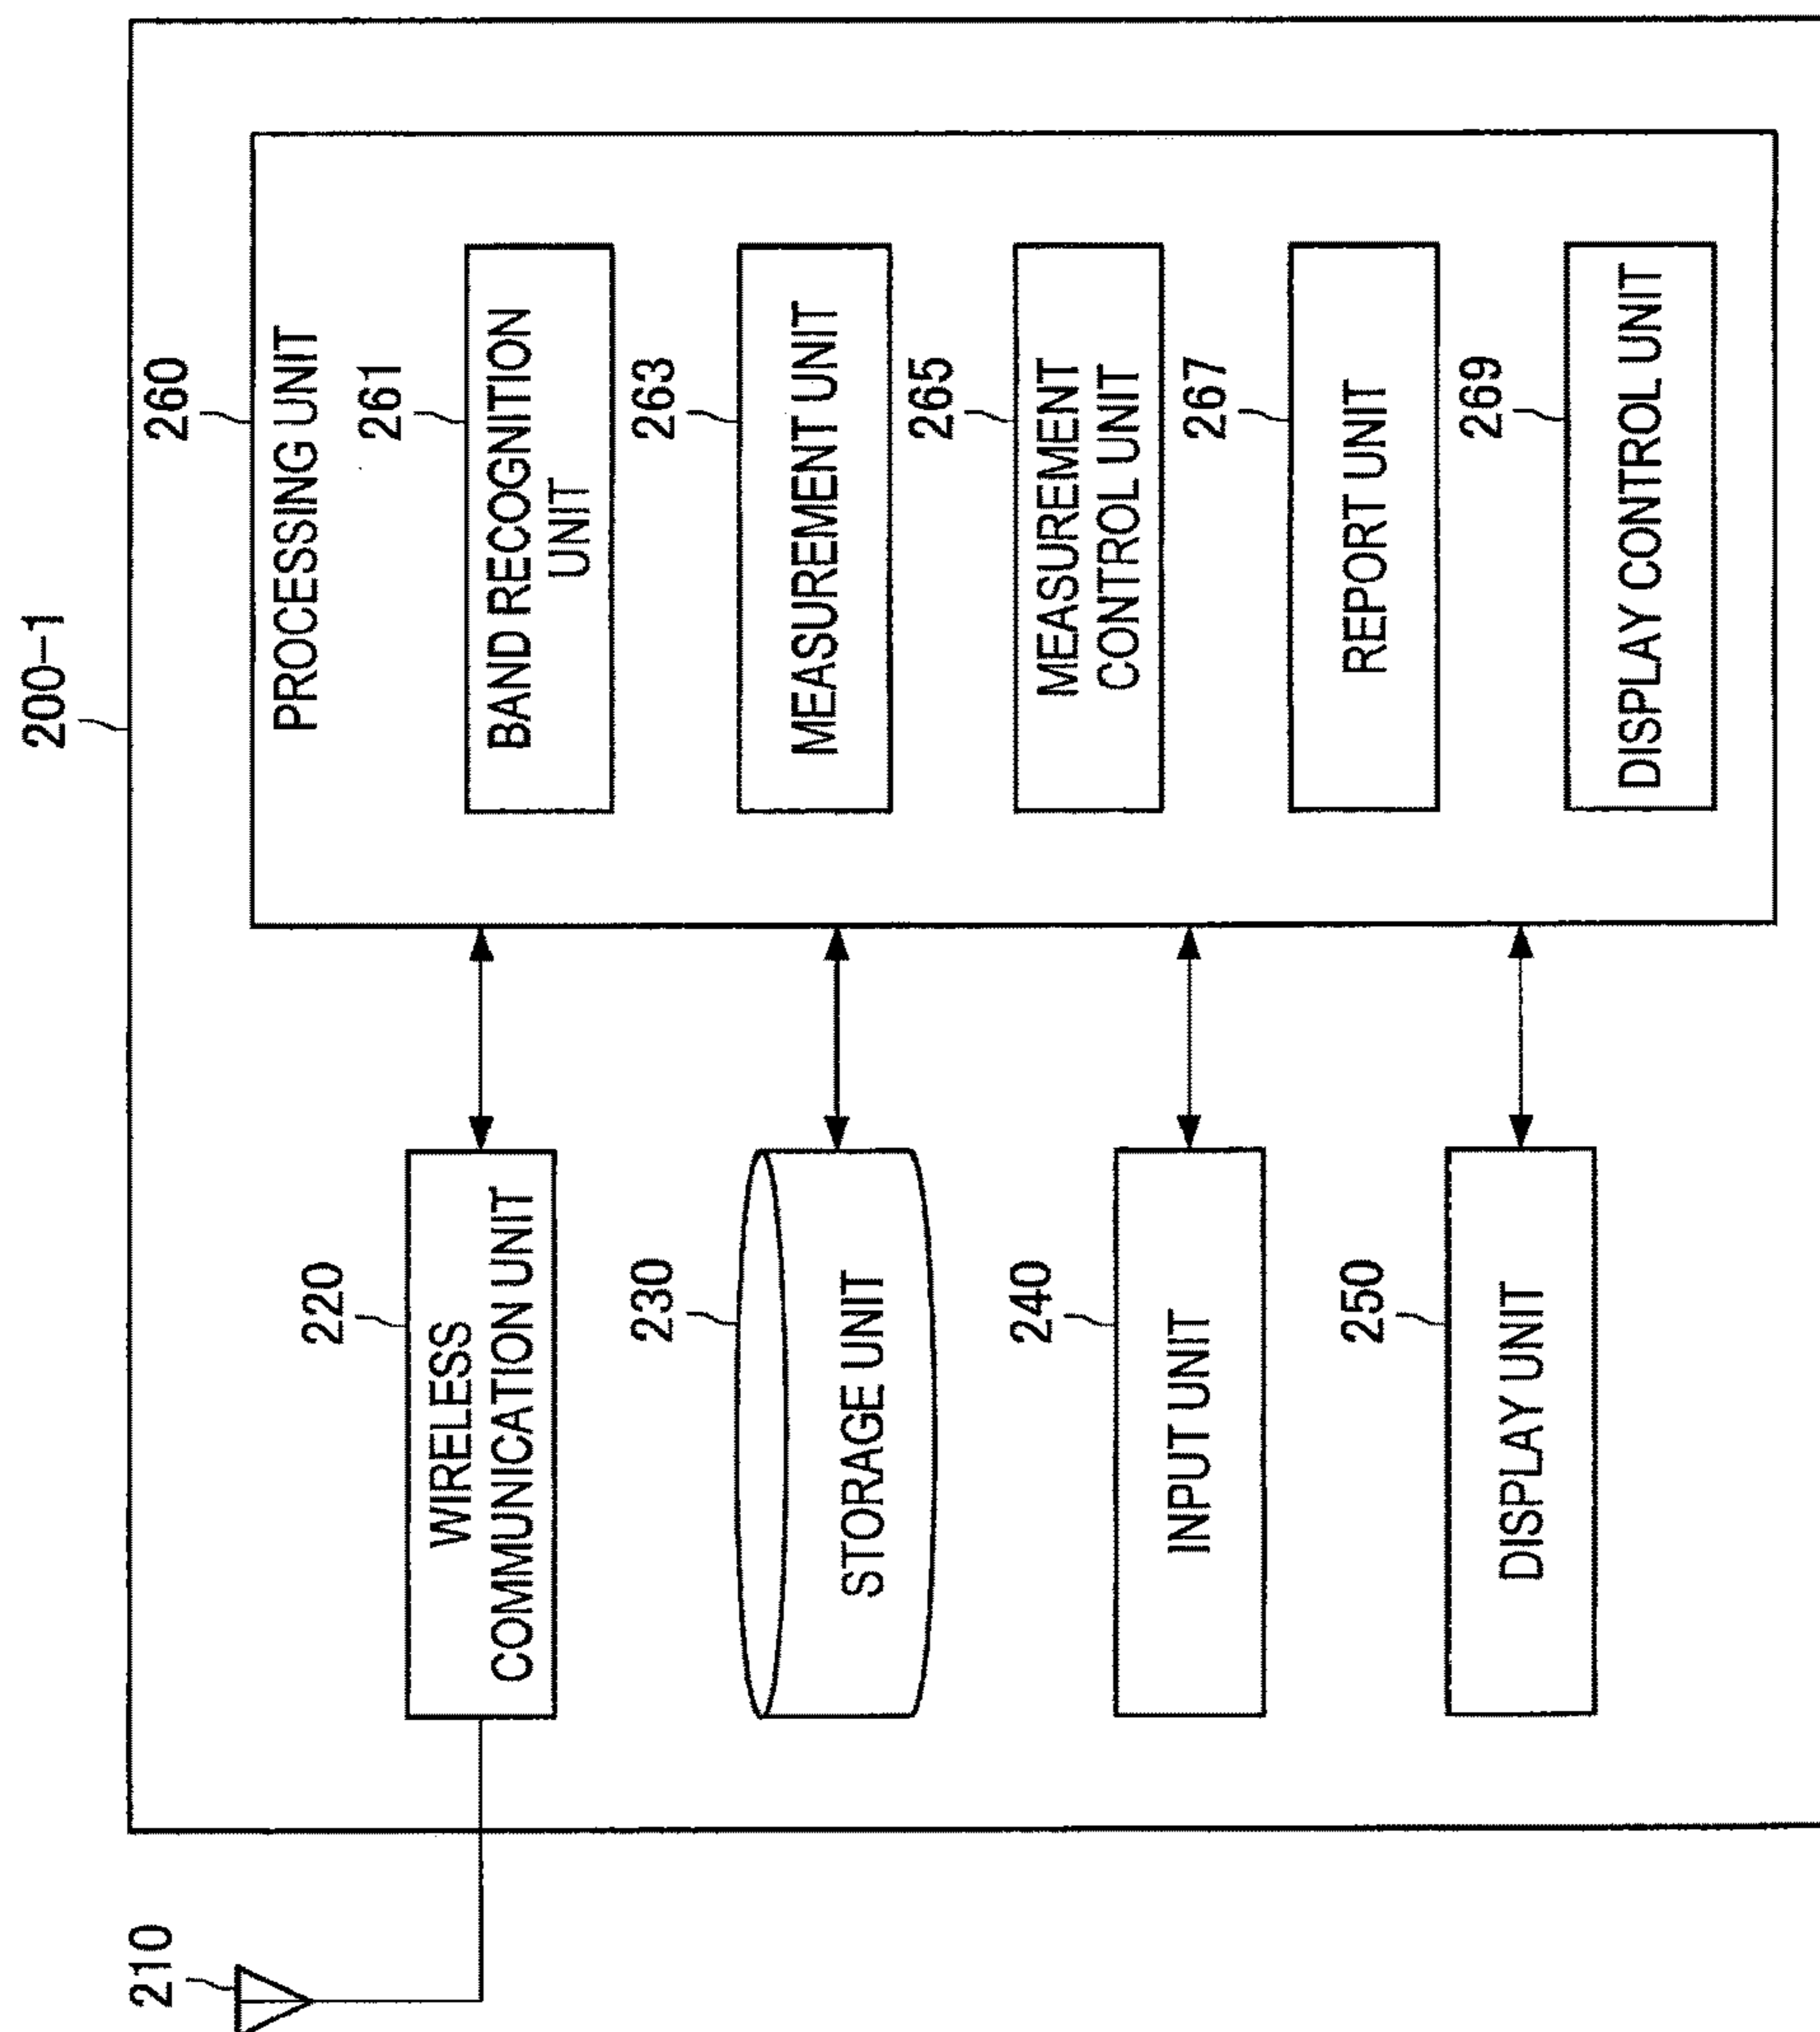 200-1
210
220
WIRELESS
COMMUNICATION UNIT
230
STORAGE UNIT
240
INPUT UNIT
250
DISPLAY UNIT
260
PROCESSING UNIT
261
BAND RECOGNITION
UNIT
263
MEASUREMENT UNIT
265
MEASUREMENT
CONTROL UNIT
267
REPORT UNIT
269
DISPLAY CONTROL UNIT